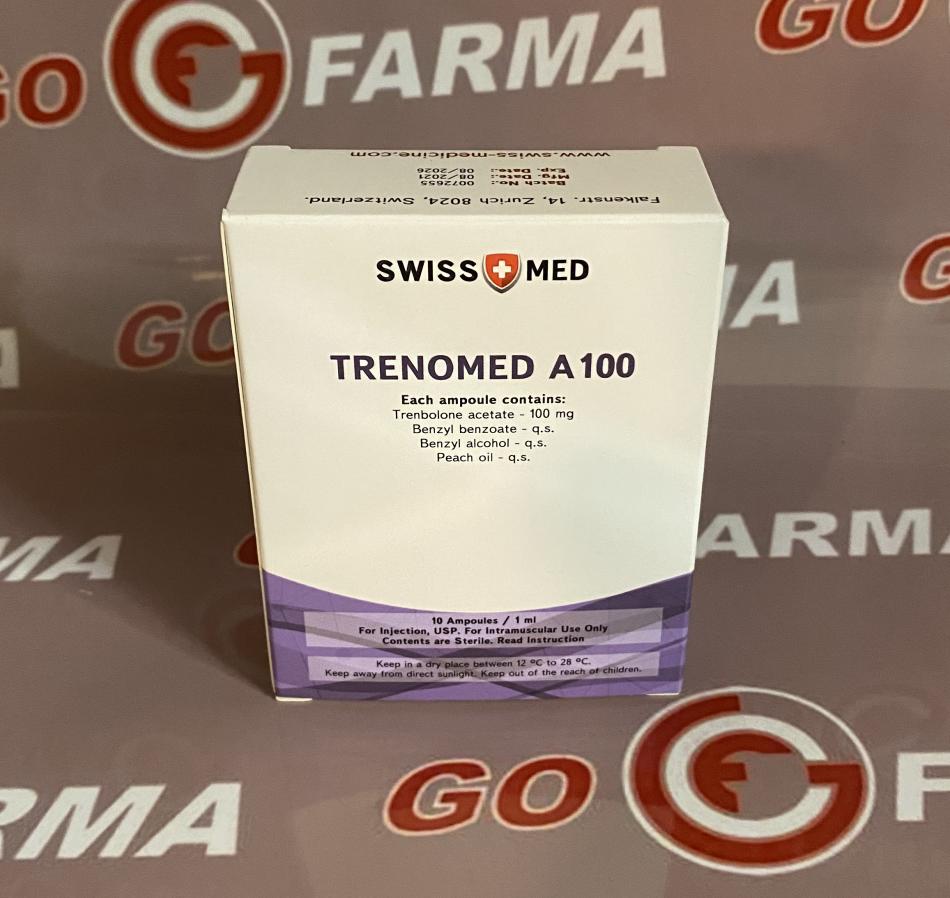 GO FARMA
GO
www.swiss-medicine.com
Exp. Date.: 08/2026
Mfg. Date.: 08/2021
Batch No.: 0072655
Falkenstr. 14, Zurich 8024, Switzerland.
SWISS MED
TRENOMED A100
Each ampoule contains:
Trenbolone acetate - 100 mg
Benzyl benzoate - q.s.
Benzyl alcohol - q.s.
Peach oil - q.s.
GO
MA
ARMA
10 Ampoules / 1 ml
For Injection, USP. For Intramuscular Use Only
Contents are Sterile. Read Instruction
Keep in a dry place between 12 ºC to 28 ºC.
Keep away from direct sunlight. Keep out of the reach of children.
RMA
GO F